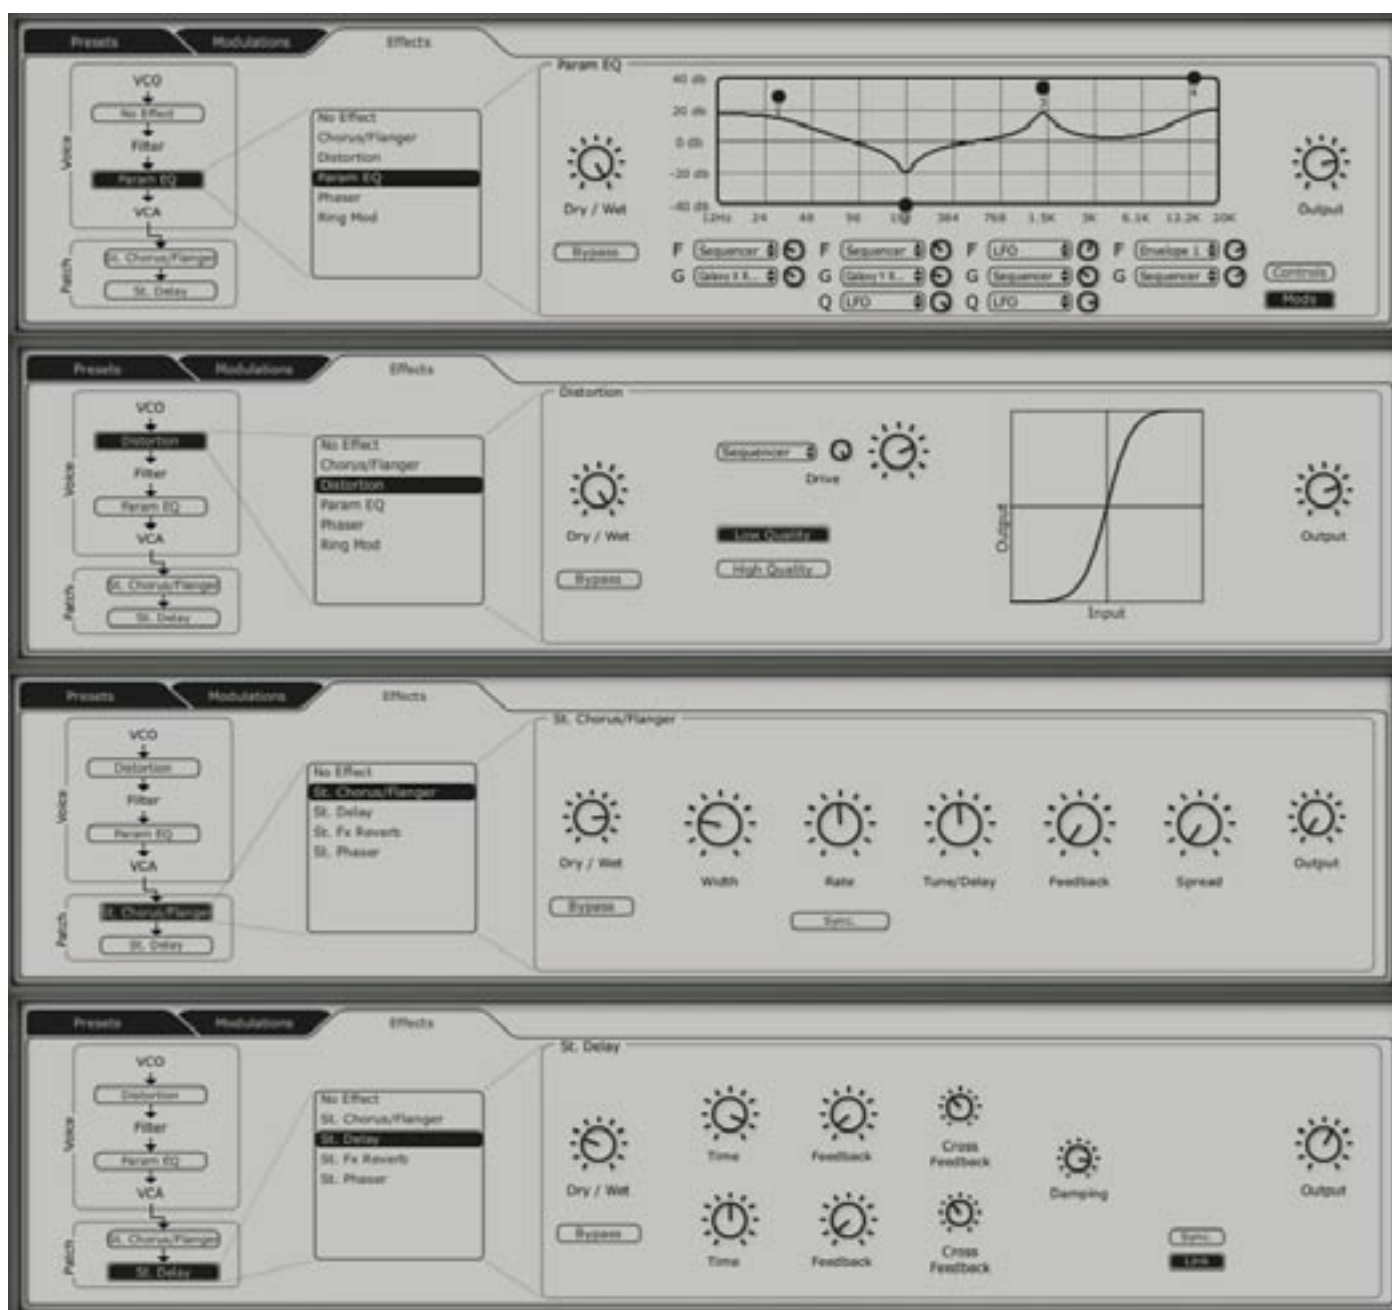 Presets Modulations Effects
Voice
VCO
No Effect
Filter
Param EQ
VCA
Patch
St. Chorus/Flanger
St. Delay
No Effect
Chorus/Flanger
Distortion
Param EQ
Phaser
Ring Mod
Param EQ
Dry / Wet
Bypass
40 db
20 db
0 db
-20 db
-40 db
12Hz 24 48 96 192 384 768 1.5K 3K 6.1K 12.2K 20K
F Sequencer F Sequencer F LFO F Envelope 1
G Galaxy X R... G Galaxy Y R... G Sequencer G Sequencer
Q LFO Q LFO
Output
Controls
Mods
Presets Modulations Effects
Voice
VCO
Distortion
Filter
Param EQ
VCA
Patch
St. Chorus/Flanger
St. Delay
No Effect
Chorus/Flanger
Distortion
Param EQ
Phaser
Ring Mod
Distortion
Dry / Wet
Bypass
Sequencer
Drive
Low Quality
High Quality
Output
Input
Output
Presets Modulations Effects
Voice
VCO
Distortion
Filter
Param EQ
VCA
Patch
St. Chorus/Flanger
St. Delay
No Effect
St. Chorus/Flanger
St. Delay
St. Fx Reverb
St. Phaser
St. Chorus/Flanger
Dry / Wet
Bypass
Width Rate Tune/Delay Feedback Spread Output
Sync.
Presets Modulations Effects
Voice
VCO
Distortion
Filter
Param EQ
VCA
Patch
St. Chorus/Flanger
St. Delay
No Effect
St. Chorus/Flanger
St. Delay
St. Fx Reverb
St. Phaser
St. Delay
Dry / Wet
Bypass
Time Feedback Cross Feedback
Damping
Time Feedback Cross Feedback
Sync.
Link
Output